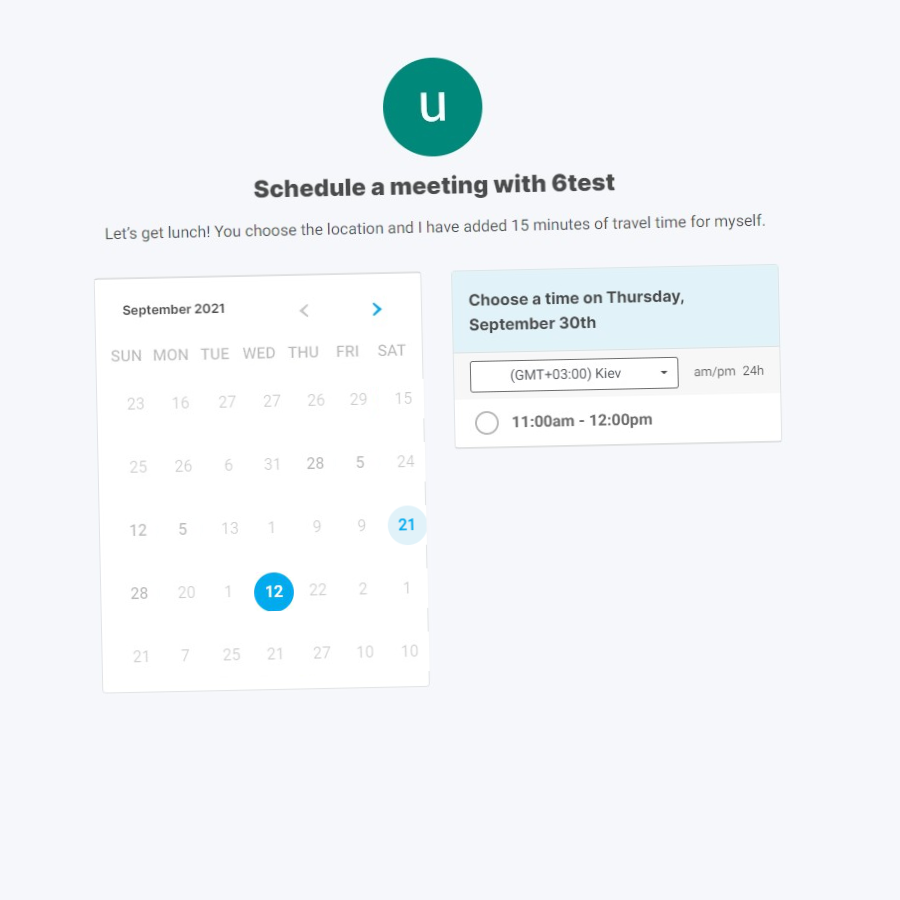 u
Schedule a meeting with 6test
Let's get lunch! You choose the location and I have added 15 minutes of travel time for myself.
September 2021
SUN MON TUE WED THU FRI SAT
23 16 27 27 26 29 15
25 26 6 31 28 5 24
12 5 13 1 9 9 21
28 20 1 12 22 2 1
21 7 25 21 27 10 10
Choose a time on Thursday,
September 30th
(GMT+03:00) Kiev am/pm 24h
11:00am - 12:00pm